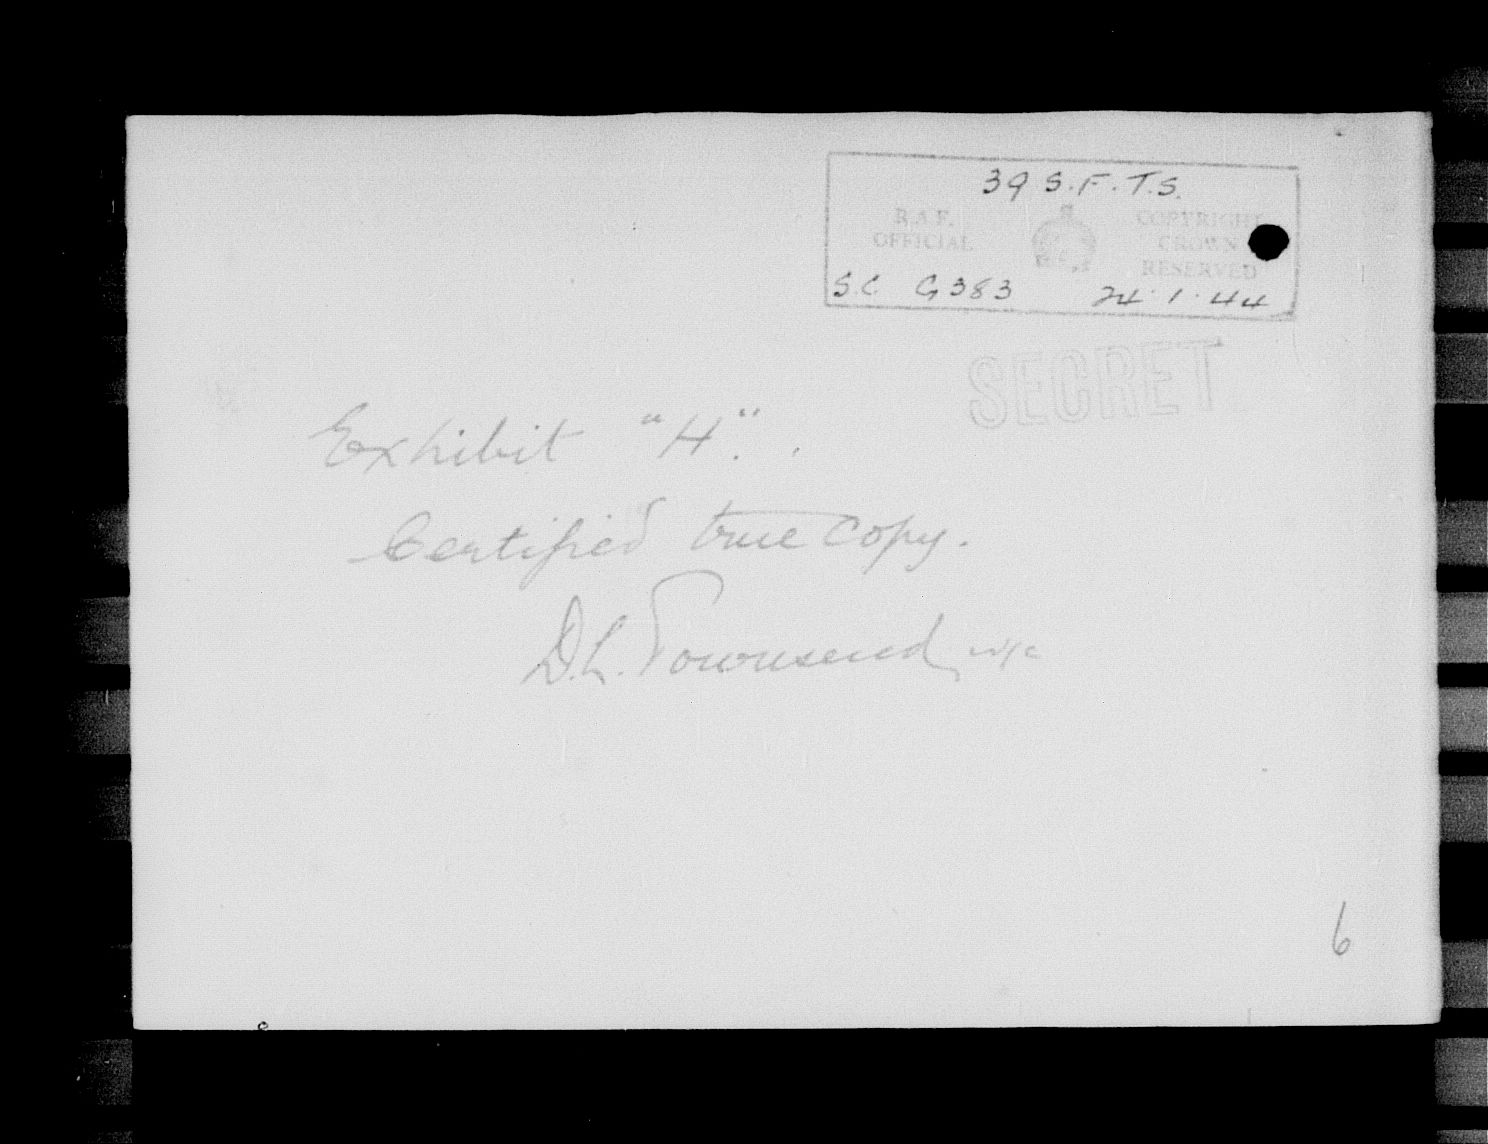 39 S.F.T.S.
R.A.F. OFFICIAL
COPYRIGHT CROWN RESERVED
S.C. G383 24.1.44
SECRET
Exhibit "H".
Certified true copy.
D.L. Townsend W/C
6